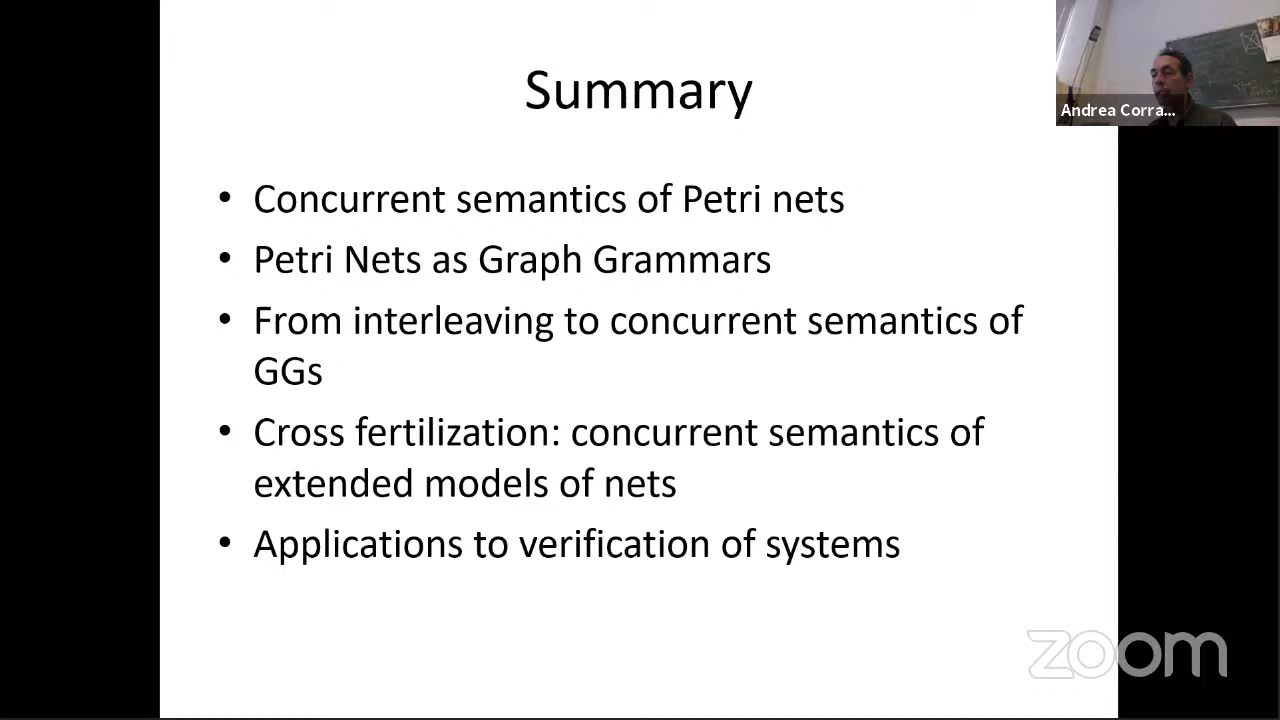 Summary
Andrea Corra...
• Concurrent semantics of Petri nets
• Petri Nets as Graph Grammars
• From interleaving to concurrent semantics of
GGs
• Cross fertilization: concurrent semantics of
extended models of nets
• Applications to verification of systems
zoom